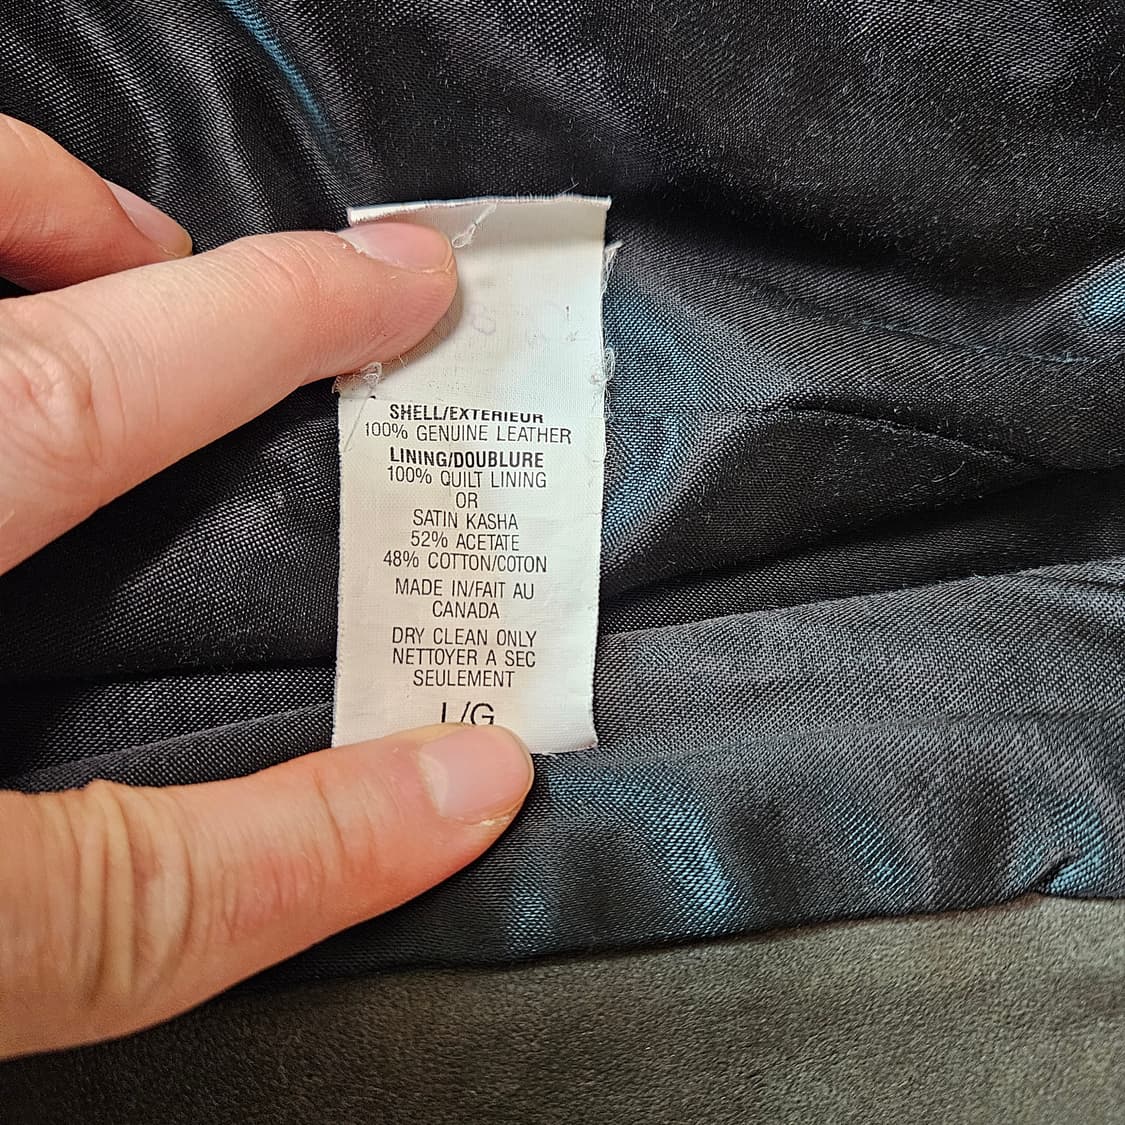 SHELL/EXTERIEUR
100% GENUINE LEATHER
LINING/DOUBLURE
100% QUILT LINING
OR
SATIN KASHA
52% ACETATE
48% COTTON/COTON
MADE IN/FAIT AU
CANADA
DRY CLEAN ONLY
NETTOYER A SEC
SEULEMENT
L/G